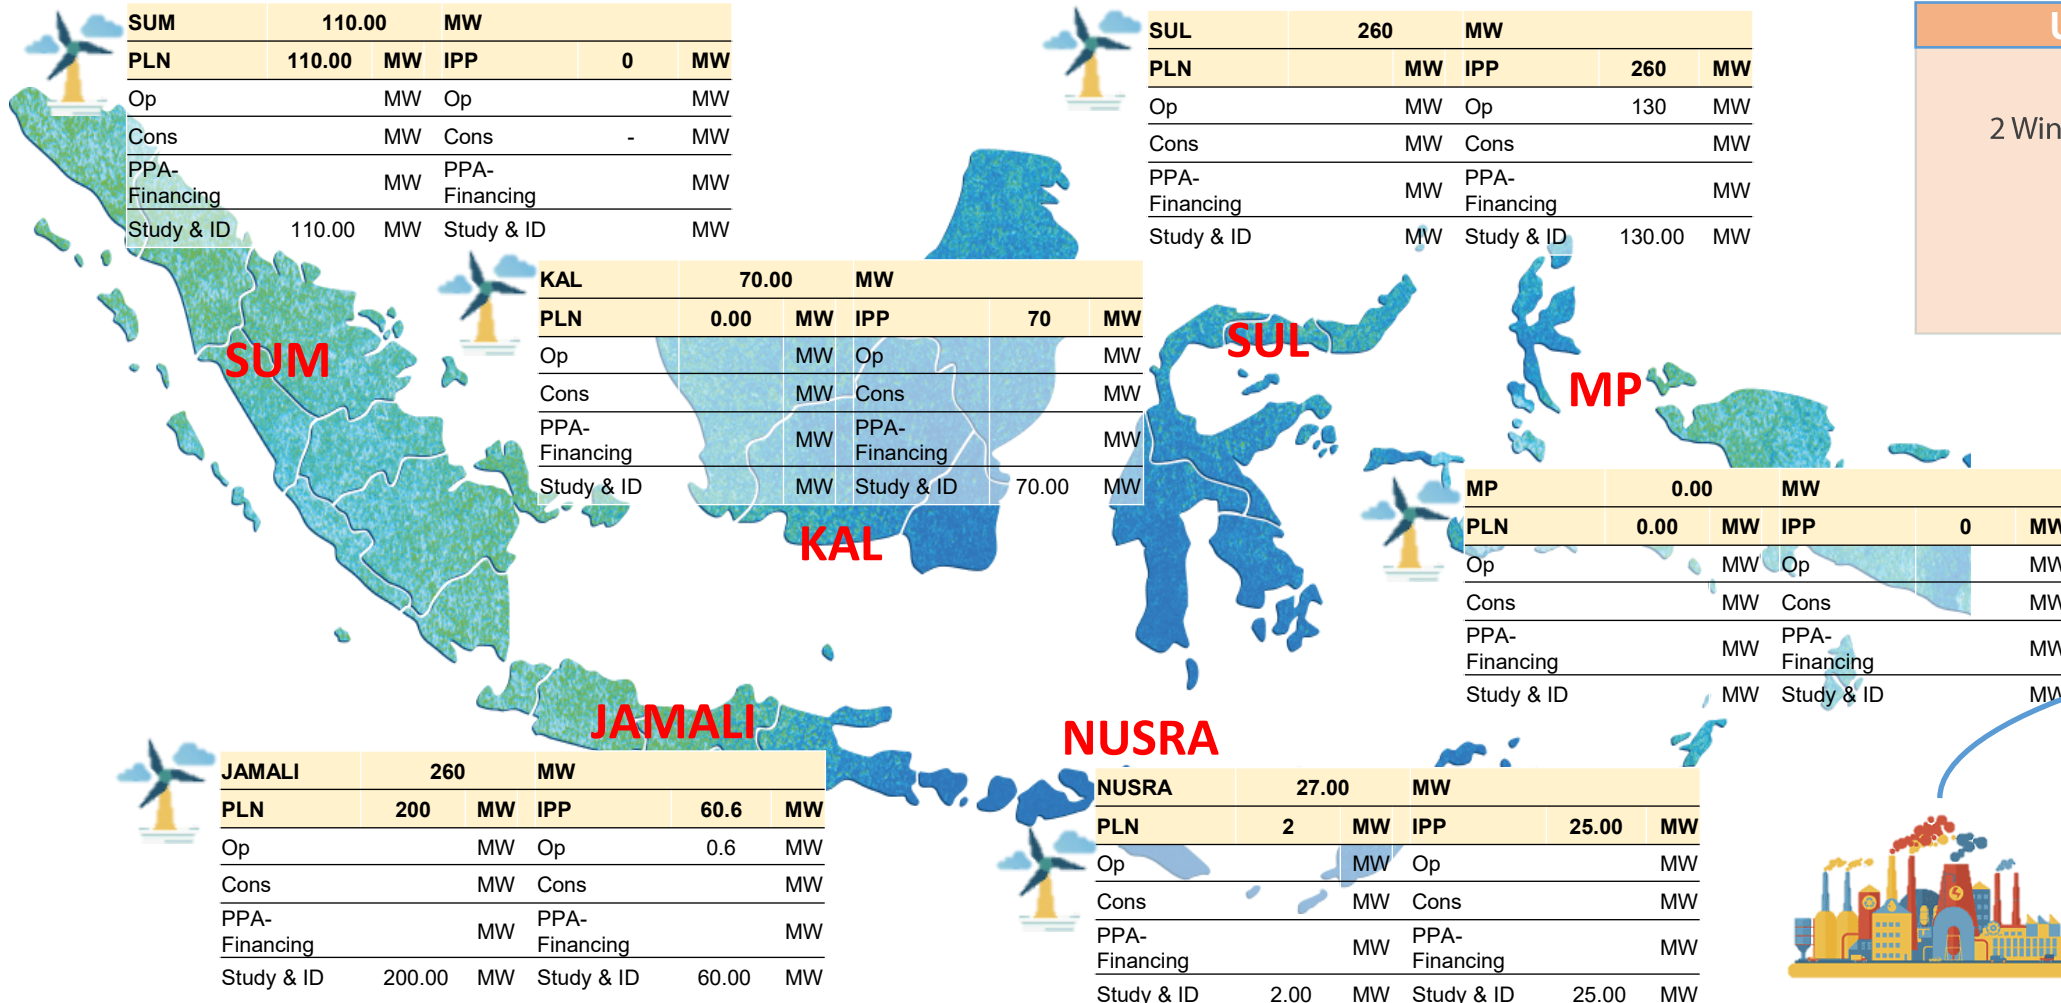 SUM 110.00 MW
PLN 110.00 MW IPP 0 MW
Op MW Op MW
Cons MW Cons - MW
PPA-
Financing MW PPA-
Financing MW
Study & ID 110.00 MW Study & ID MW
SUL 260 MW
PLN MW IPP 260 MW
Op MW Op 130 MW
Cons MW Cons MW
PPA-
Financing MW PPA-
Financing MW
Study & ID MW Study & ID 130.00 MW
U
2 Win
KAL 70.00 MW
PLN 0.00 MW IPP 70 MW
Op MW Op MW
Cons MW Cons MW
PPA-
Financing MW PPA-
Financing MW
Study & ID MW Study & ID 70.00 MW
SUM
SUL
MP
KAL
MP 0.00 MW
PLN 0.00 MW IPP 0 MW
Op MW Op MW
Cons MW Cons MW
PPA-
Financing MW PPA-
Financing MW
Study & ID MW Study & ID MW
JAMALI
NUSRA
JAMALI 260 MW
PLN 200 MW IPP 60.6 MW
Op MW Op 0.6 MW
Cons MW Cons MW
PPA-
Financing MW PPA-
Financing MW
Study & ID 200.00 MW Study & ID 60.00 MW
NUSRA 27.00 MW
PLN 2 MW IPP 25.00 MW
Op MW Op MW
Cons MW Cons MW
PPA-
Financing MW PPA-
Financing MW
Study & ID 2.00 MW Study & ID 25.00 MW